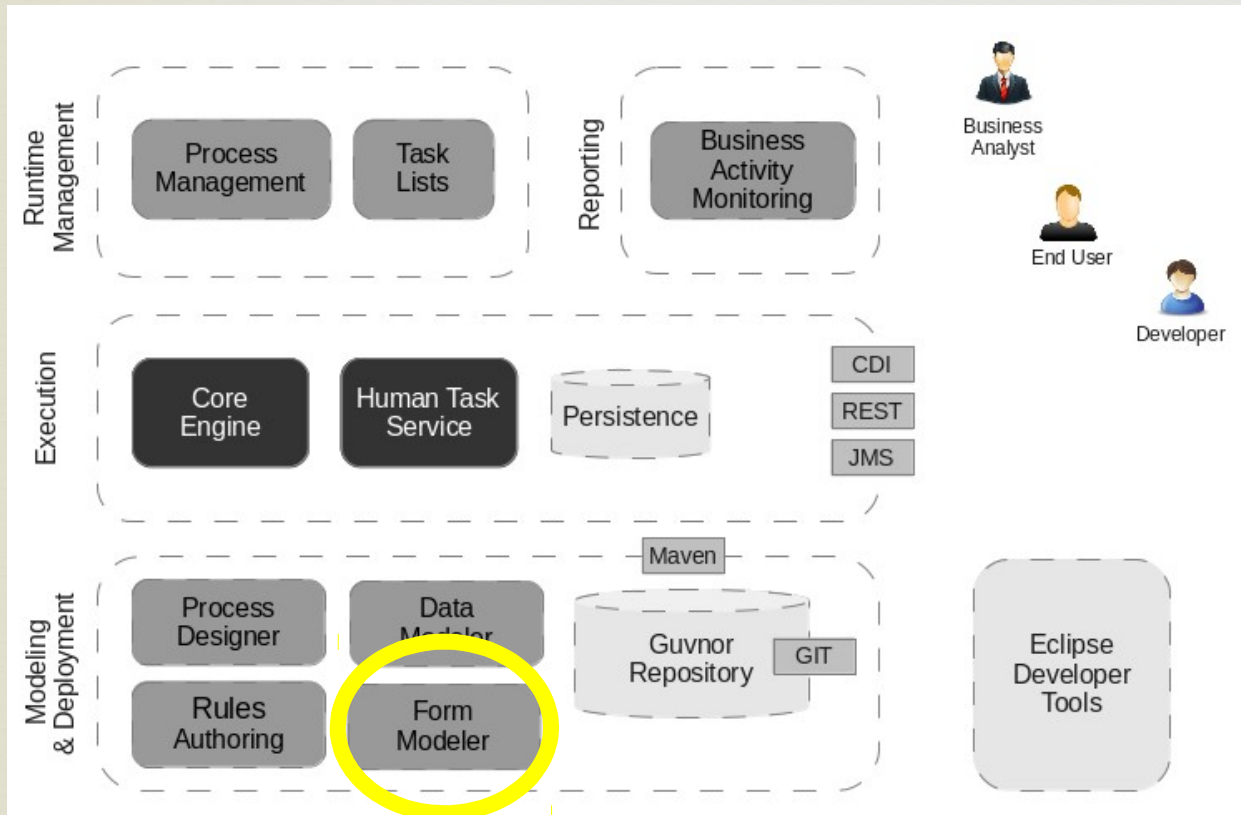 Runtime
Management
Process
Management
Task
Lists
Reporting
Business
Activity
Monitoring
Business
Analyst
End User
Developer
Execution
Core
Engine
Human Task
Service
Persistence
CDI
REST
JMS
Modeling
& Deployment
Process
Designer
Data
Modeler
Rules
Authoring
Form
Modeler
Maven
Guvnor
Repository
GIT
Eclipse
Developer
Tools